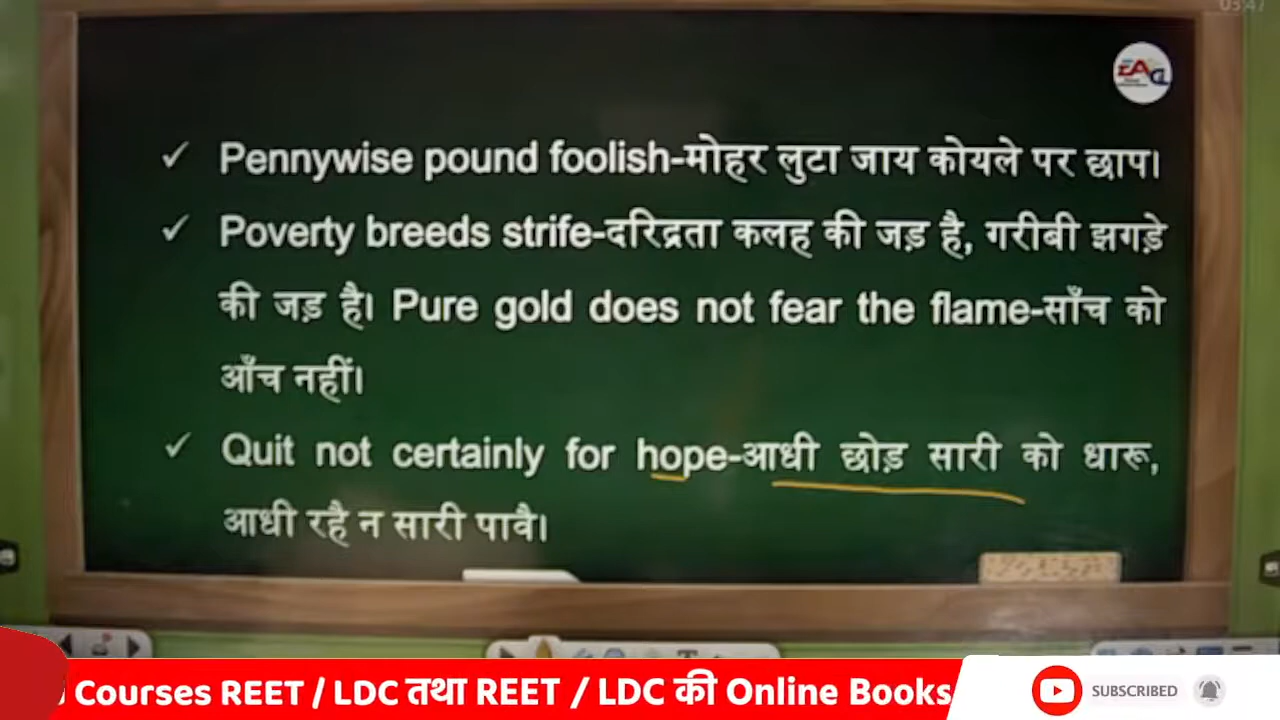 03:47
✓ Pennywise pound foolish-मोहर लुटा जाय कोयले पर छाप।
✓ Poverty breeds strife-दरिद्रता कलह की जड़ है, गरीबी झगड़े
की जड़ है। Pure gold does not fear the flame-साँच को
आँच नहीं।
✓ Quit not certainly for hope-आधी छोड़ सारी को धारू,
आधी रहै न सारी पावै।
Courses REET / LDC तथा REET / LDC की Online Books
SUBSCRIBED